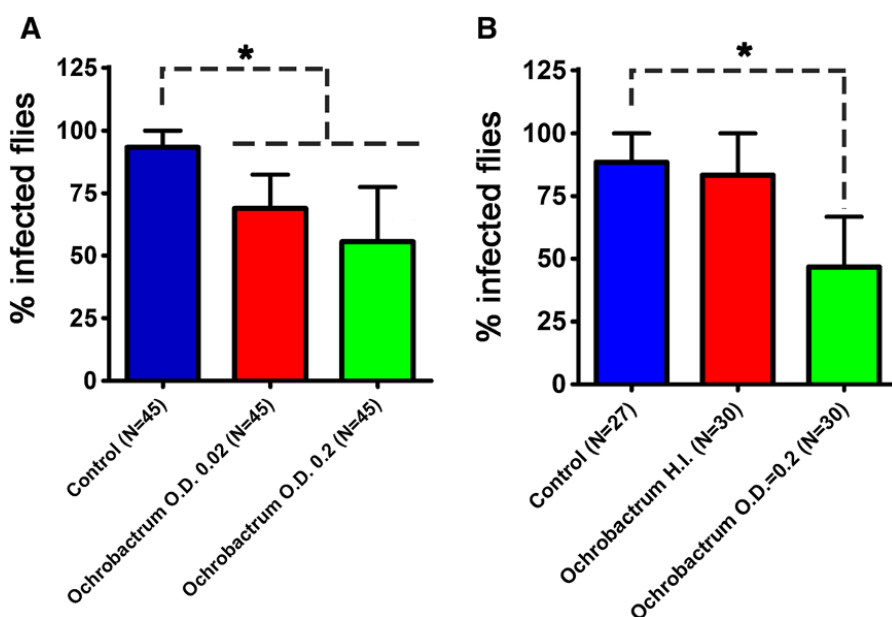 A
*
% infected flies
125
100
75
50
25
0
Control (N=45)
Ochrobactrum O.D. 0.02 (N=45)
Ochrobactrum O.D. 0.2 (N=45)
B
*
% infected flies
125
100
75
50
25
0
Control (N=27)
Ochrobactrum H.I. (N=30)
Ochrobactrum O.D.=0.2 (N=30)